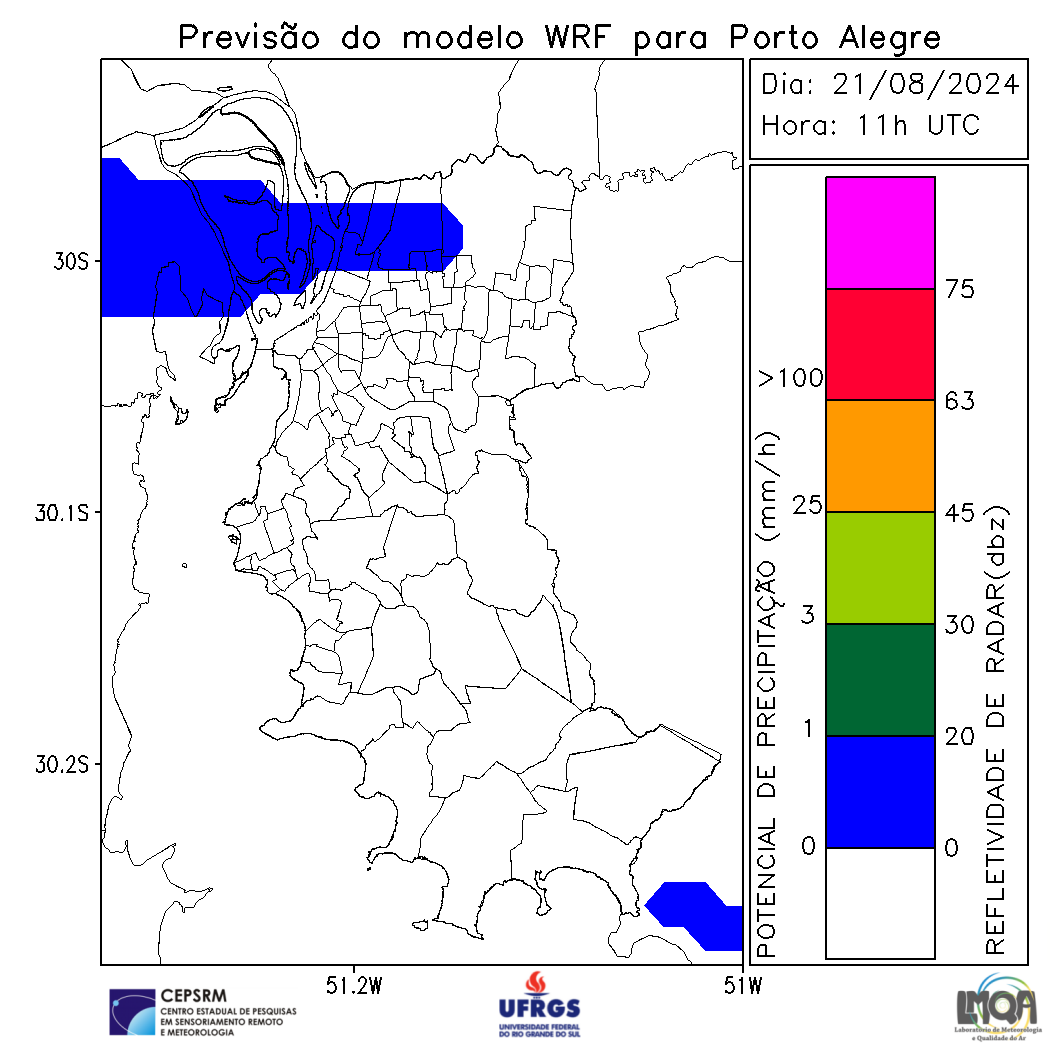 Previsão do modelo WRF para Porto Alegre
Dia: 21/08/2024
Hora: 11h UTC
30S
30.1S
30.2S
51.2W
51W
POTENCIAL DE PRECIPITAÇÃO (mm/h)
>100
25
3
1
0
75
63
45
30
20
0
REFLETIVIDADE DE RADAR(dbz)
CEPSRM
CENTRO ESTADUAL DE PESQUISAS
EM SENSORIAMENTO REMOTO
E METEOROLOGIA
UFRGS
UNIVERSIDADE FEDERAL
DO RIO GRANDE DO SUL
LMQA
Laboratório de Meteorologia
e Qualidade do Ar